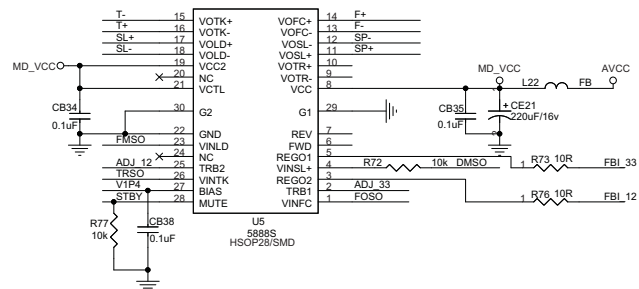 T- 15 VOTK+ VOFC+ 14 F+
T+ 16 VOTK- VOFC- 13 F-
SL+ 17 VOLD+ VOSL- 12 SP-
SL- 18 VOLD- VOSL+ 11 SP+
MD_VCC 19 VCC2 VOTR+ 10 MD_VCC AVCC
20 NC VOTR- 9
21 VCTL VCC 8 L22 FB
CB34 0.1uF
30 G2 G1 29
CB35 0.1uF
+ CE21 220uF/16v
22 GND REV 7
FMSO 23 VINLD FWD 6
24 NC REGO1 5
ADJ_12 25 TRB2 VINSL+ 4 R72 10k DMSO 1 R73 10R FBI_33
TRSO 26 VINTK REGO2 3
V1P4 27 BIAS TRB1 2 ADJ_33
STBY 28 MUTE VINFC 1 FOSO 1 R76 10R FBI_12
R77 10k
CB38 0.1uF
U5
5888S
HSOP28/SMD